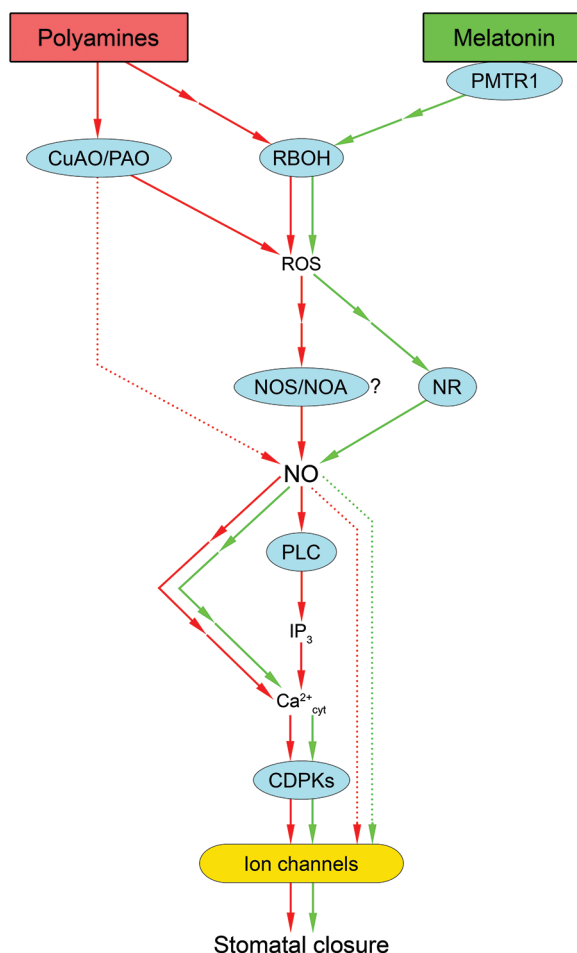 Polyamines
Melatonin
PMTR1
CuAO/PAO
RBOH
ROS
NOS/NOA ?
NR
NO
PLC
IP3
Ca2+cyt
CDPKs
Ion channels
Stomatal closure